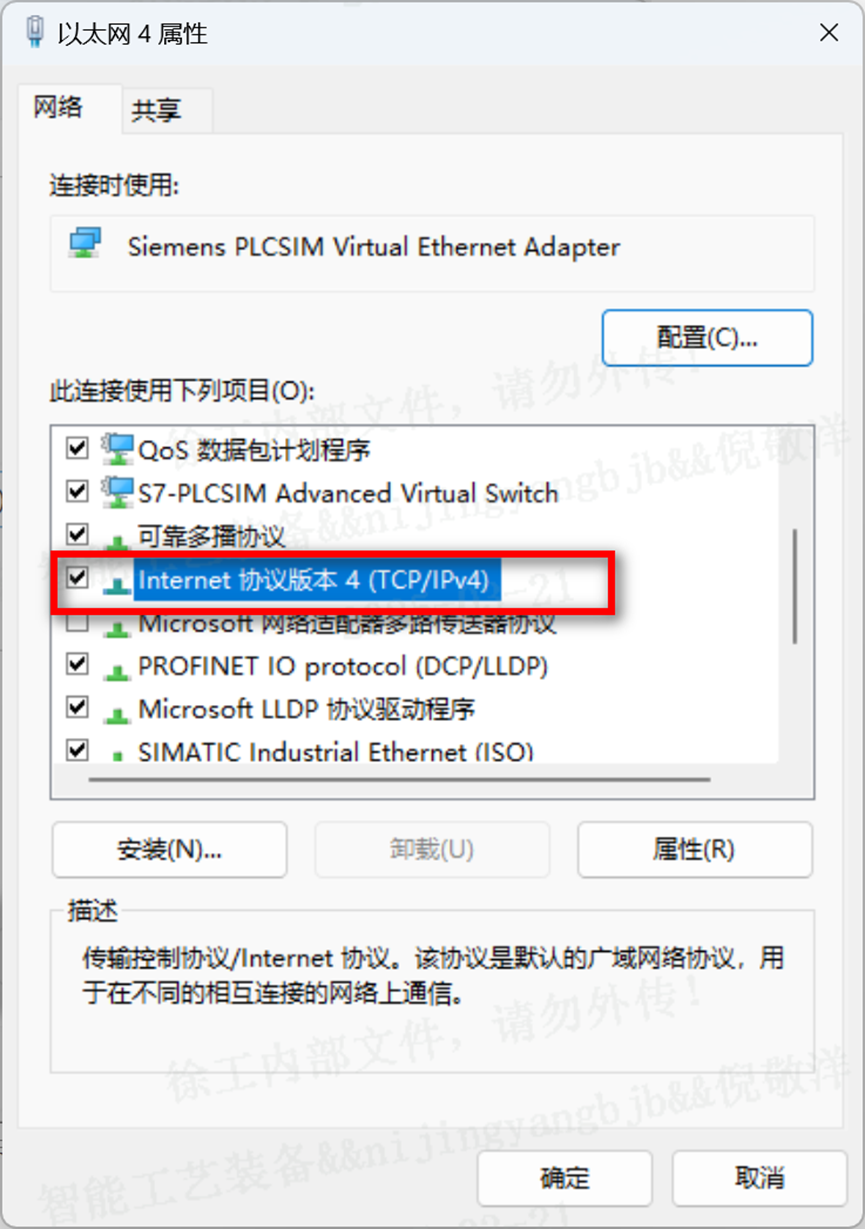 以太网 4 属性
网络
共享
连接时使用:
Siemens PLCSIM Virtual Ethernet Adapter
配置(C)...
此连接使用下列项目(O):
QoS 数据包计划程序
S7-PLCSIM Advanced Virtual Switch
可靠多播协议
Internet 协议版本 4 (TCP/IPv4)
Microsoft 网络适配器多路传送器协议
PROFINET IO protocol (DCP/LLDP)
Microsoft LLDP 协议驱动程序
SIMATIC Industrial Ethernet (ISO)
安装(N)...
卸载(U)
属性(R)
描述
传输控制协议/Internet 协议。该协议是默认的广域网络协议，用
于在不同的相互连接的网络上通信。
徐工内部文件，请勿外传！
智能工艺装备&&nijingyangbjb&&倪敬洋
徐工内部文件，请勿外传！
智能工艺装备&&nijingyangbjb&&倪敬洋
确定
取消